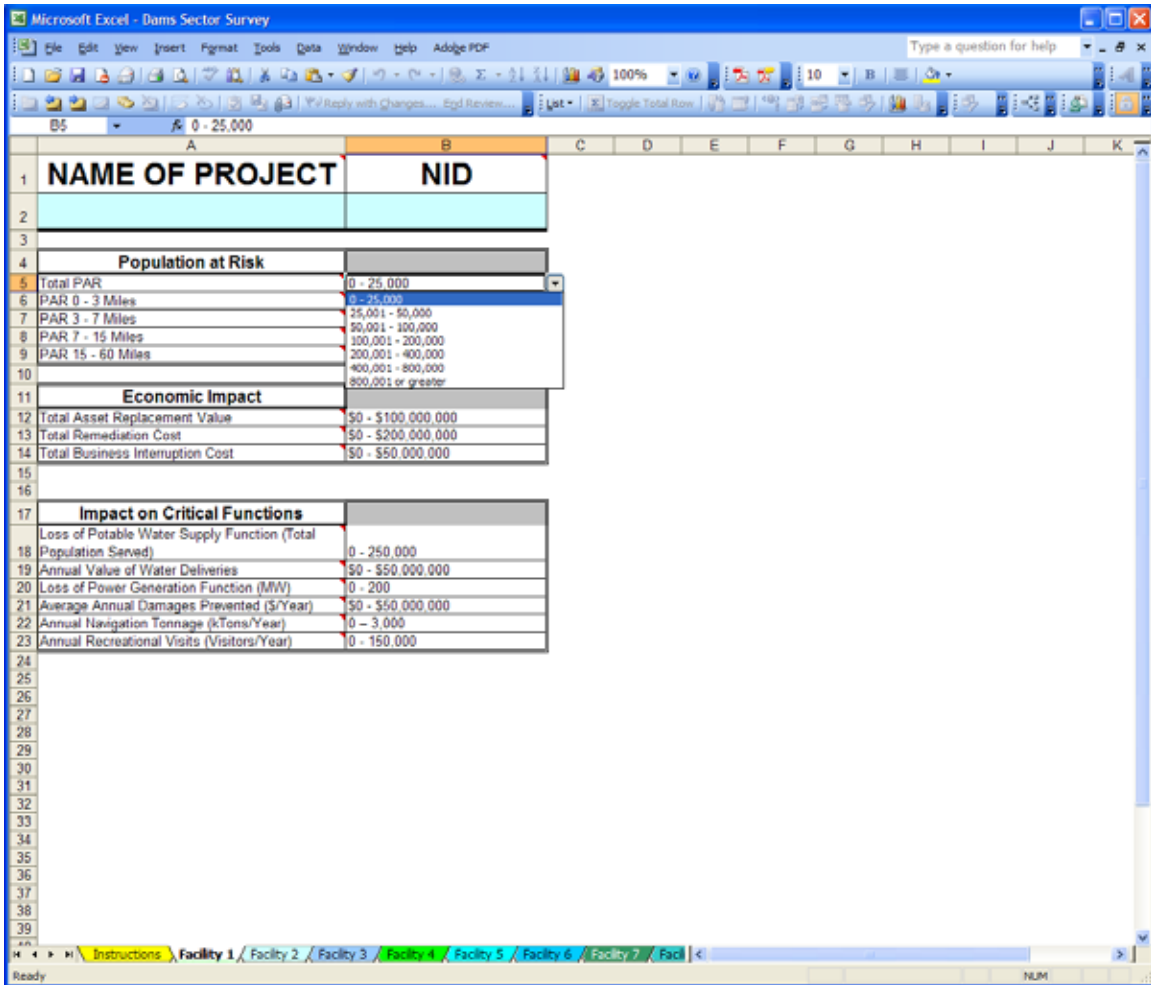 Microsoft Excel - Dams Sector Survey
File Edit View Insert Format Tools Data Window Help Adobe PDF Type a question for help
100% 10 B
Reply with Changes... End Review... List Toggle Total Row
B5 fx 0 - 25,000
A B C D E F G H I J K
1 NAME OF PROJECT NID
2
3
4 Population at Risk
5 Total PAR 0 - 25,000
6 PAR 0 - 3 Miles 0 - 25,000
7 PAR 3 - 7 Miles 25,001 - 50,000
50,001 - 100,000
8 PAR 7 - 15 Miles 100,001 - 200,000
9 PAR 15 - 60 Miles 200,001 - 400,000
10 400,001 - 800,000
800,001 or greater
11 Economic Impact
12 Total Asset Replacement Value $0 - $100,000,000
13 Total Remediation Cost $0 - $200,000,000
14 Total Business Interruption Cost $0 - $50,000,000
15
16
17 Impact on Critical Functions
Loss of Potable Water Supply Function (Total
18 Population Served) 0 - 250,000
19 Annual Value of Water Deliveries $0 - $50,000,000
20 Loss of Power Generation Function (MW) 0 - 200
21 Average Annual Damages Prevented ($/Year) $0 - $50,000,000
22 Annual Navigation Tonnage (kTons/Year) 0 – 3,000
23 Annual Recreational Visits (Visitors/Year) 0 - 150,000
24
25
26
27
28
29
30
31
32
33
34
35
36
37
38
39
Instructions Facility 1 Facilty 2 Facilty 3 Facilty 4 Facilty 5 Facilty 6 Facilty 7 Facil
Ready NUM